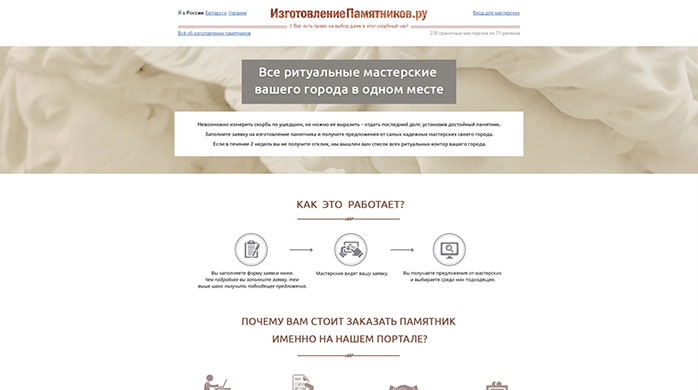 Я в России Беларуси, Украине
ИзготовлениеПамятников.ру
Вход для мастерских
У Вас есть право на выбор даже в этот скорбный час!
Всё об изготовлении памятников
235 гранитных мастерских из 71 региона
Все ритуальные мастерские
вашего города в одном месте
Невозможно измерить скорбь по ушедшим, но можно ее выразить – отдать последний долг, установив достойный памятник.
Заполните заявку на изготовление памятника и получите предложения от самых надежных мастерских своего города.
Если в течение 2 недель вы не получите отклик, мы вышлем вам список всех ритуальных контор вашего города.
КАК ЭТО РАБОТАЕТ?
Вы заполняете форму заявки ниже.
Чем подробнее вы заполните заявку, тем
выше шанс получить подходящее предложение.
Мастерские видят вашу заявку.
Вы получаете предложения от мастерских
и выбираете среди них подходящее.
ПОЧЕМУ ВАМ СТОИТ ЗАКАЗАТЬ ПАМЯТНИК
ИМЕННО НА НАШЕМ ПОРТАЛЕ?